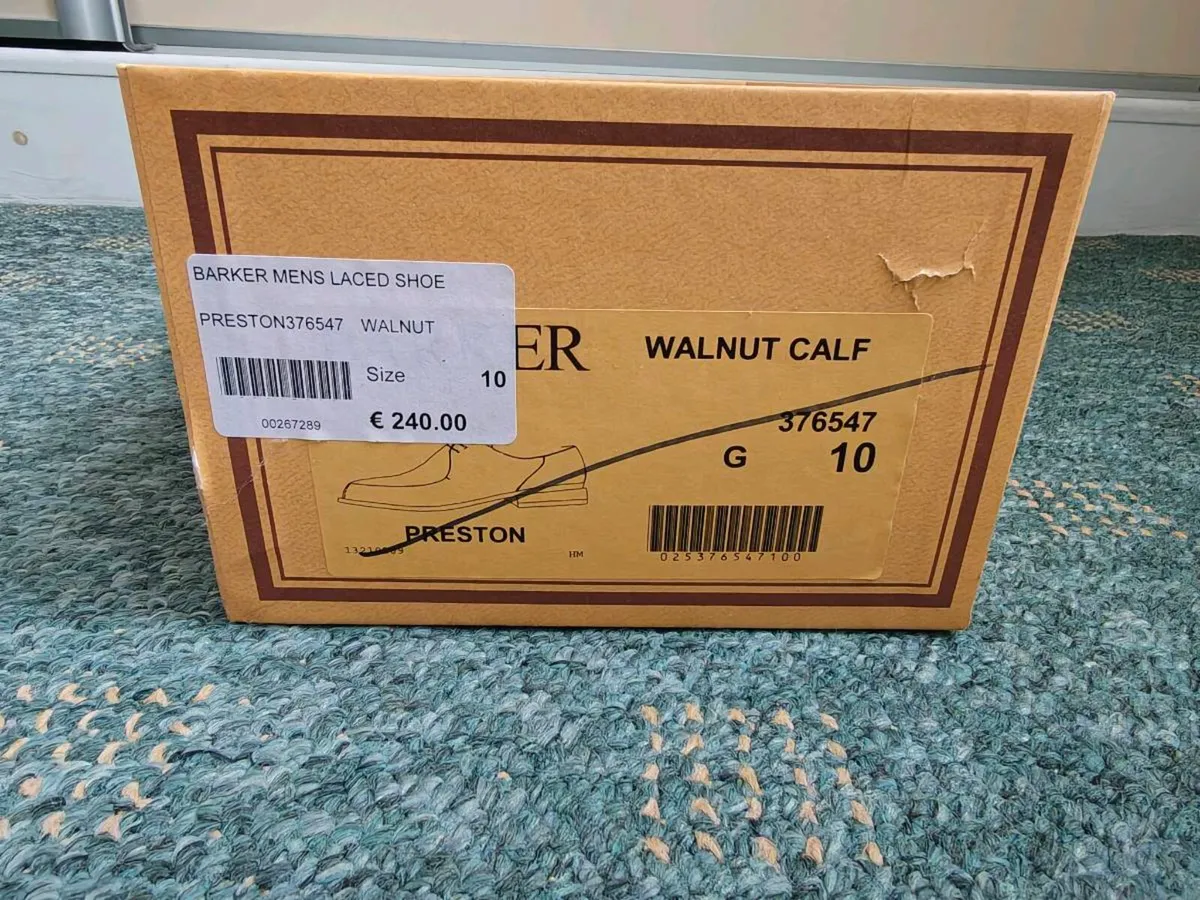 BARKER MENS LACED SHOE
PRESTON376547 WALNUT
Size 10
00267289 € 240.00
ER
WALNUT CALF
376547
G 10
PRESTON
HM
025376547100